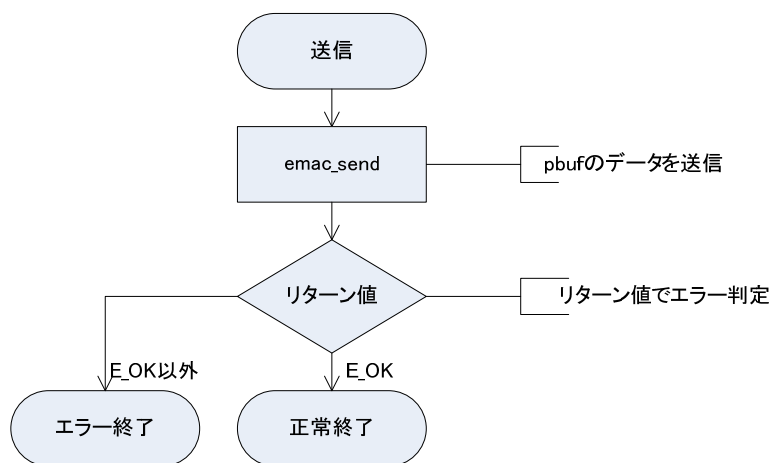 送信
emac_send
pbufのデータを送信
リターン値
リターン値でエラー判定
E_OK以外
E_OK
エラー終了
正常終了